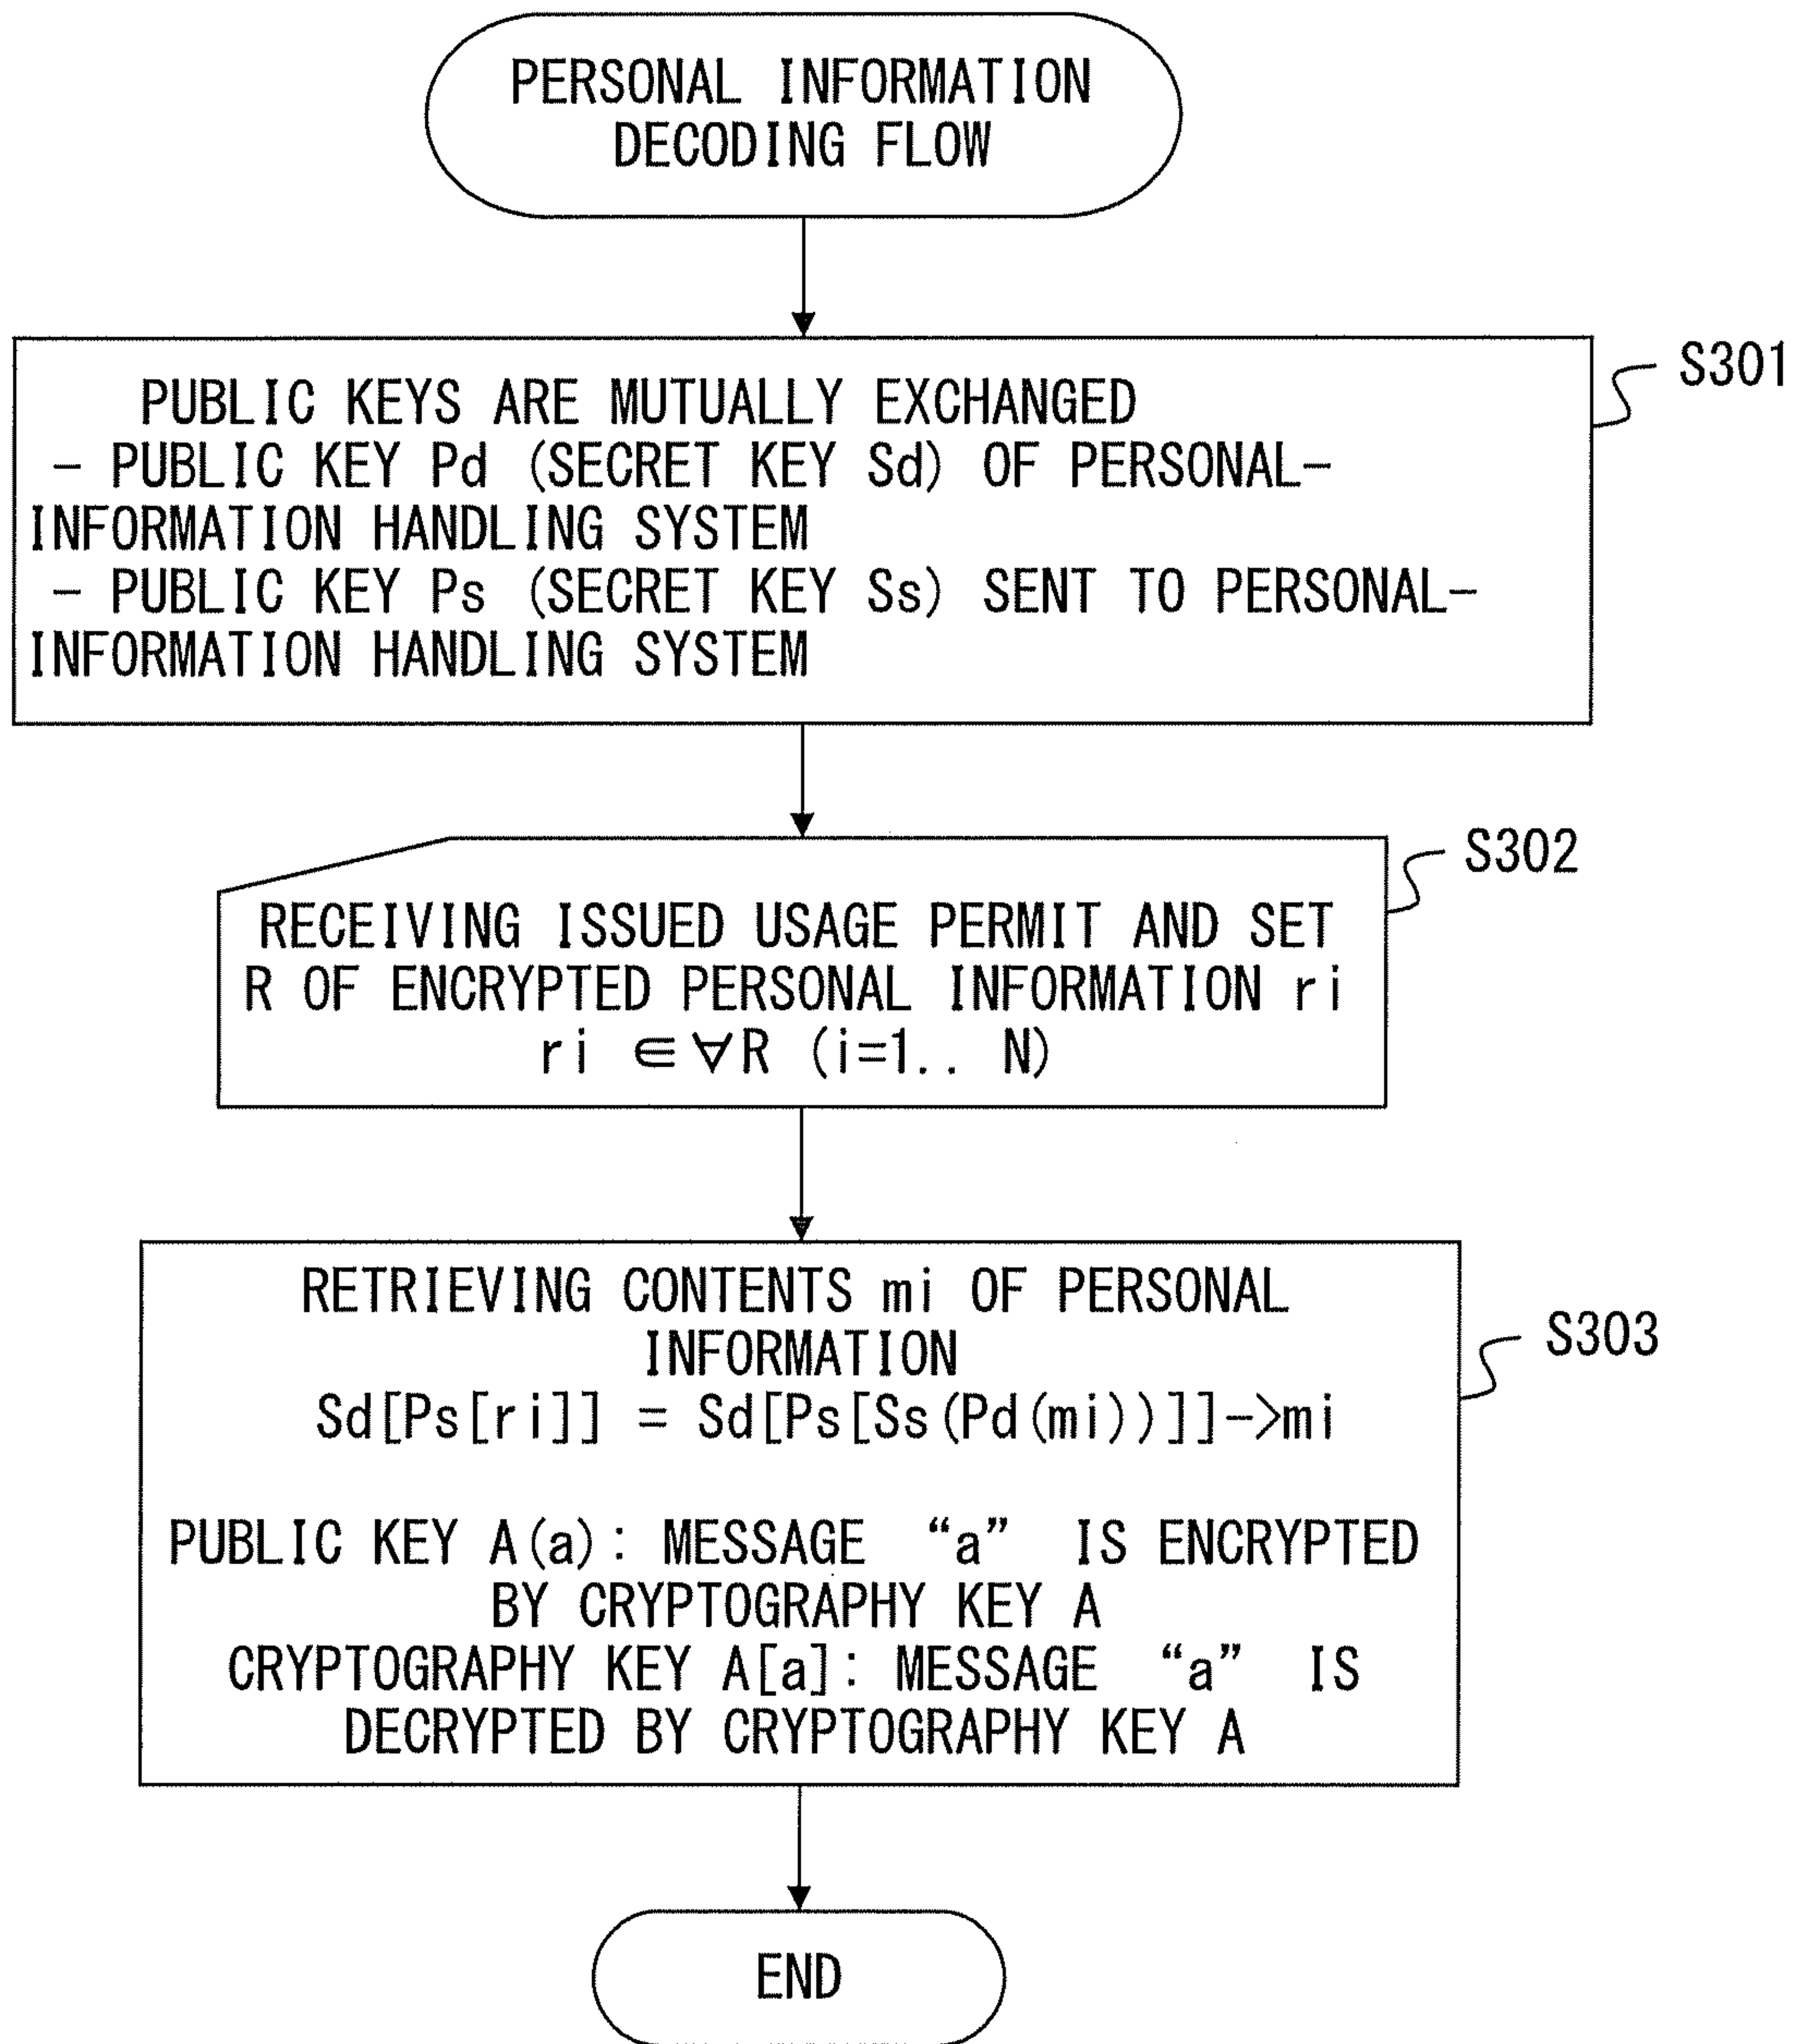 PERSONAL INFORMATION
DECODING FLOW
S301
PUBLIC KEYS ARE MUTUALLY EXCHANGED
- PUBLIC KEY Pd (SECRET KEY Sd) OF PERSONAL-
INFORMATION HANDLING SYSTEM
- PUBLIC KEY Ps (SECRET KEY Ss) SENT TO PERSONAL-
INFORMATION HANDLING SYSTEM
S302
RECEIVING ISSUED USAGE PERMIT AND SET
R OF ENCRYPTED PERSONAL INFORMATION ri
ri ∈∀R (i=1.. N)
S303
RETRIEVING CONTENTS mi OF PERSONAL
INFORMATION
Sd[Ps[ri]] = Sd[Ps[Ss(Pd(mi))]]->mi
PUBLIC KEY A(a): MESSAGE “a” IS ENCRYPTED
BY CRYPTOGRAPHY KEY A
CRYPTOGRAPHY KEY A[a]: MESSAGE “a” IS
DECRYPTED BY CRYPTOGRAPHY KEY A
END